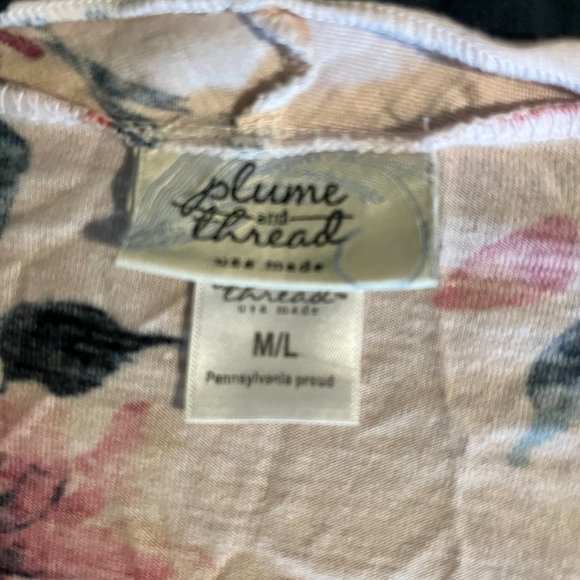 plume
and
thread
usa made
thread
usa made
M/L
Pennsylvania proud